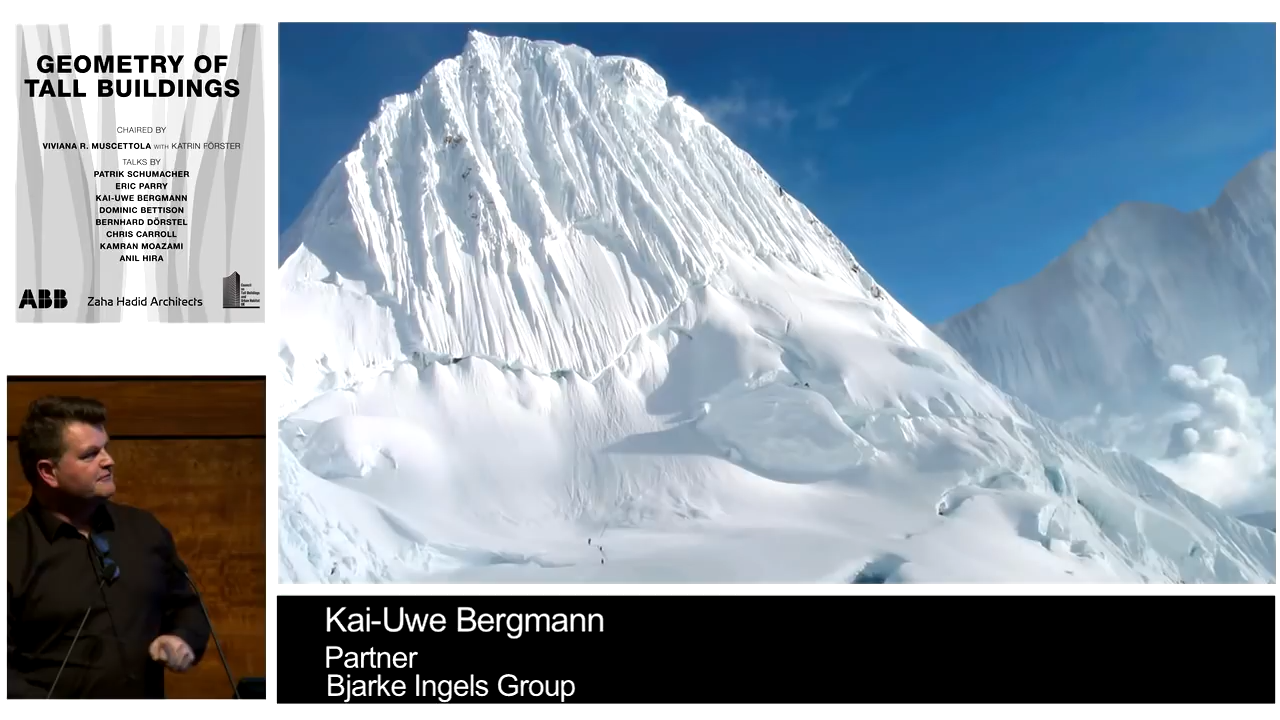 GEOMETRY OF
TALL BUILDINGS
CHAIRED BY
VIVIANA R. MUSCETTOLA WITH KATRIN FÖRSTER
TALKS BY
PATRIK SCHUMACHER
ERIC PARRY
KAI-UWE BERGMANN
DOMINIC BETTISON
BERNHARD DÖRSTEL
CHRIS CARROLL
KAMRAN MOAZAMI
ANIL HIRA
ABB
Zaha Hadid Architects
Kai-Uwe Bergmann
Partner
Bjarke Ingels Group